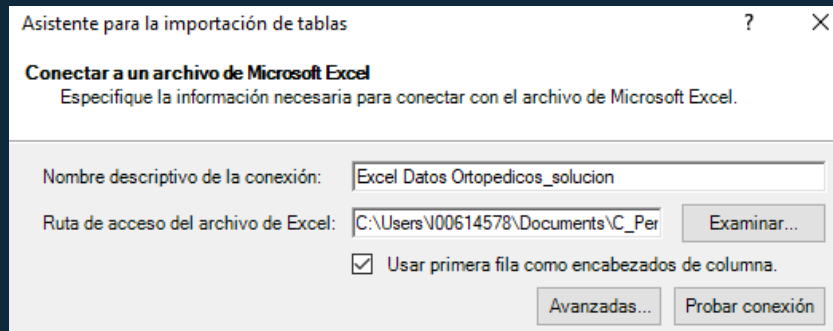 Asistente para la importación de tablas ? X
Conectar a un archivo de Microsoft Excel
Especifique la información necesaria para conectar con el archivo de Microsoft Excel.
Nombre descriptivo de la conexión: Excel Datos Ortopedicos_solucion
Ruta de acceso del archivo de Excel: C:\Users\I00614578\Documents\C_Per Examinar...
Usar primera fila como encabezados de columna.
Avanzadas... Probar conexión